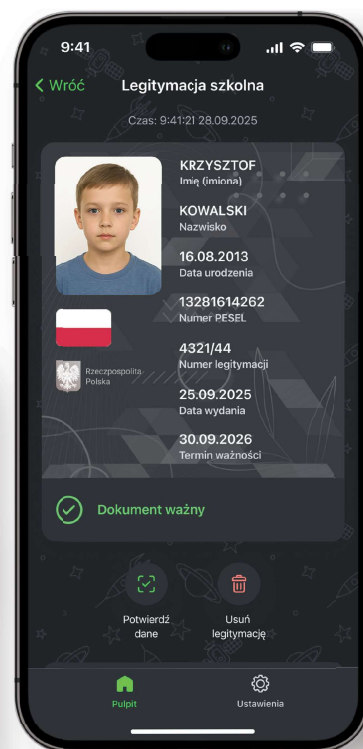 9:41
Wróć
Legitymacja szkolna
Czas: 9:41:21 28.09.2025
KRZYSZTOF
Imię (imiona)
KOWALSKI
Nazwisko
16.08.2013
Data urodzenia
13281614262
Numer PESEL
4321/44
Numer legitymacji
25.09.2025
Data wydania
30.09.2026
Termin ważności
Rzeczpospolita
Polska
Dokument ważny
Potwierdź
dane
Usuń
legitymację
Pulpit
Ustawienia